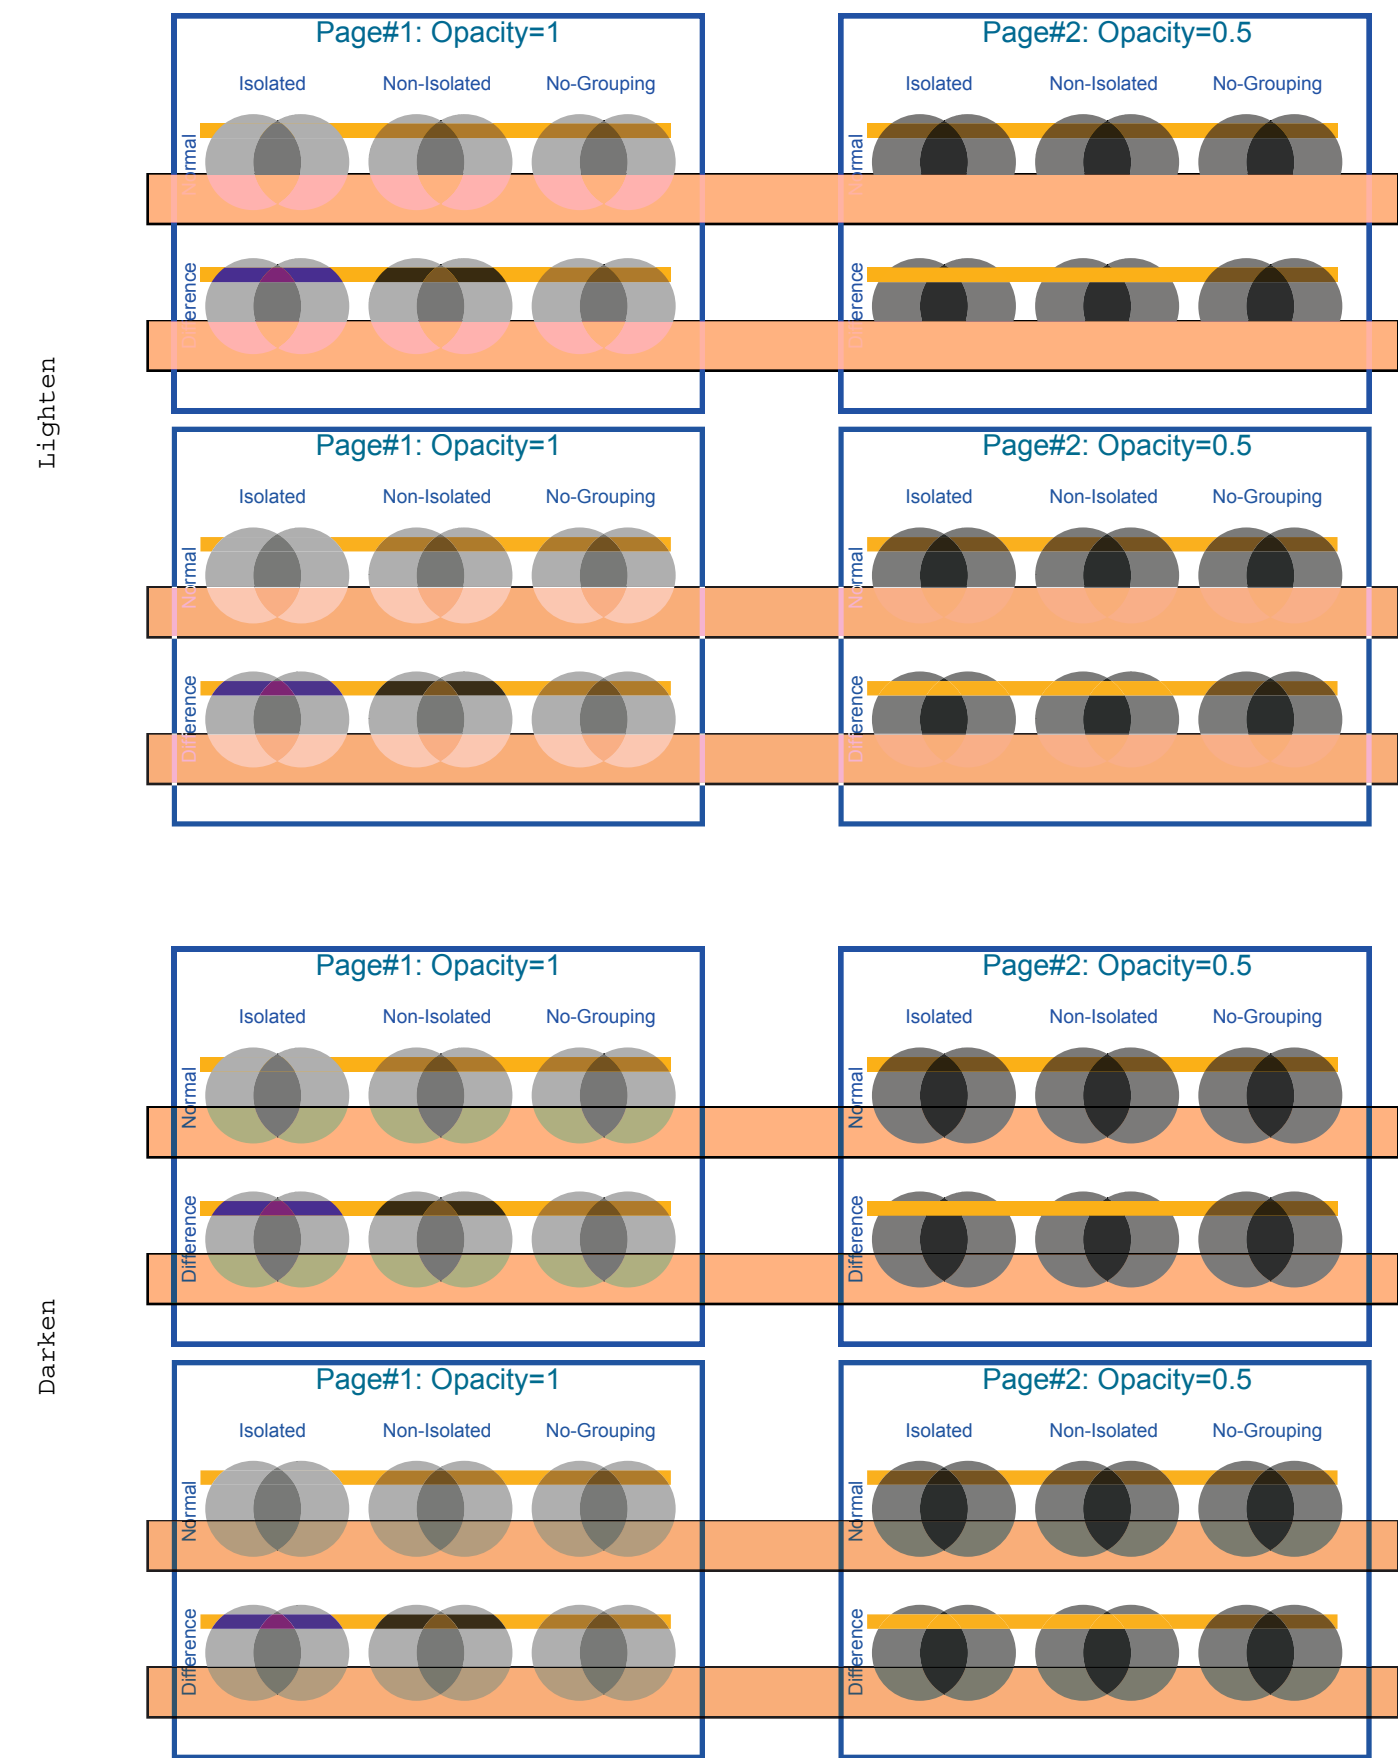 Lighten
Page#1: Opacity=1
Isolated Non-Isolated No-Grouping
Normal
Difference
Page#2: Opacity=0.5
Isolated Non-Isolated No-Grouping
Normal
Difference
Page#1: Opacity=1
Isolated Non-Isolated No-Grouping
Normal
Difference
Page#2: Opacity=0.5
Isolated Non-Isolated No-Grouping
Normal
Difference
Darken
Page#1: Opacity=1
Isolated Non-Isolated No-Grouping
Normal
Difference
Page#2: Opacity=0.5
Isolated Non-Isolated No-Grouping
Normal
Difference
Page#1: Opacity=1
Isolated Non-Isolated No-Grouping
Normal
Difference
Page#2: Opacity=0.5
Isolated Non-Isolated No-Grouping
Normal
Difference